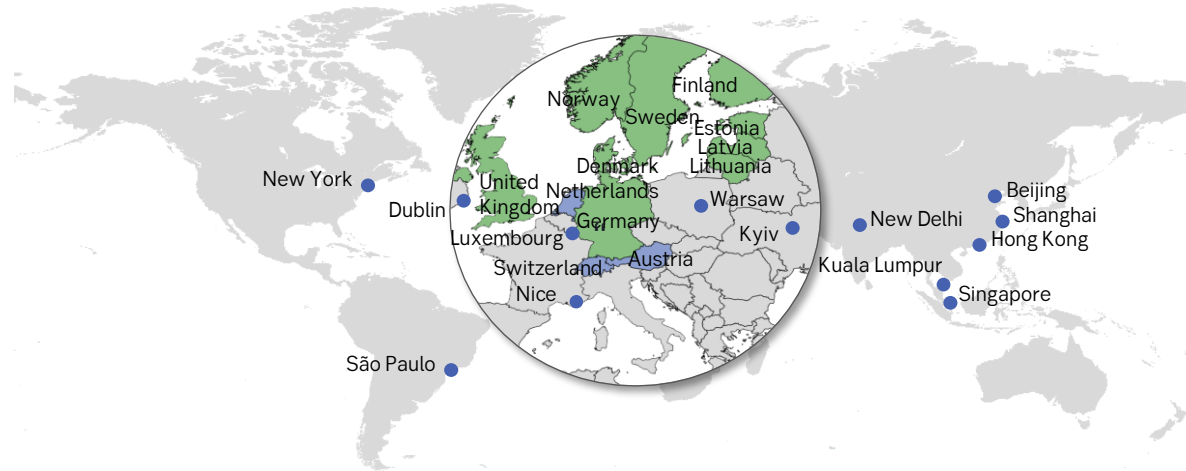 Finland
Norway
Sweden
Estonia
Latvia
Denmark
Lithuania
New York
United
Kingdom
Netherlands
Warsaw
Beijing
Dublin
Germany
New Delhi
Shanghai
Luxembourg
Kyiv
Hong Kong
Switzerland
Austria
Kuala Lumpur
Nice
Singapore
São Paulo